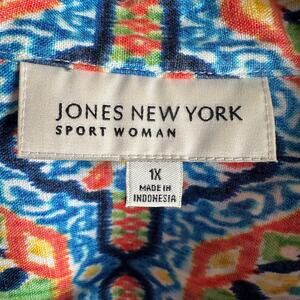 JONES NEW YORK
SPORT WOMAN
1X
MADE IN
INDONESIA